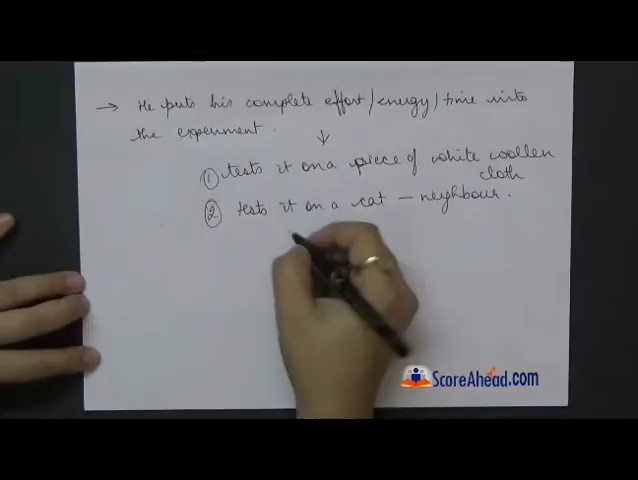 → He puts his complete effort/energy/time into
the experiment.
↓
① tests it on a piece of white woollen
cloth
② tests it on a cat – neighbour.
ScoreAhead.com